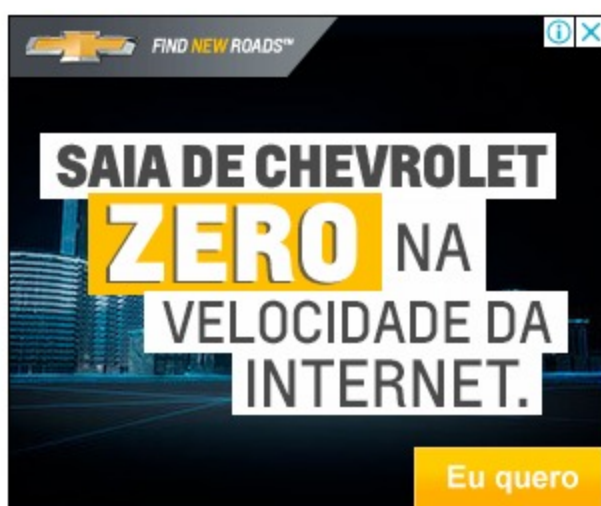 FIND NEW ROADS™
SAIA DE CHEVROLET
ZERO NA
VELOCIDADE DA
INTERNET.
Eu quero